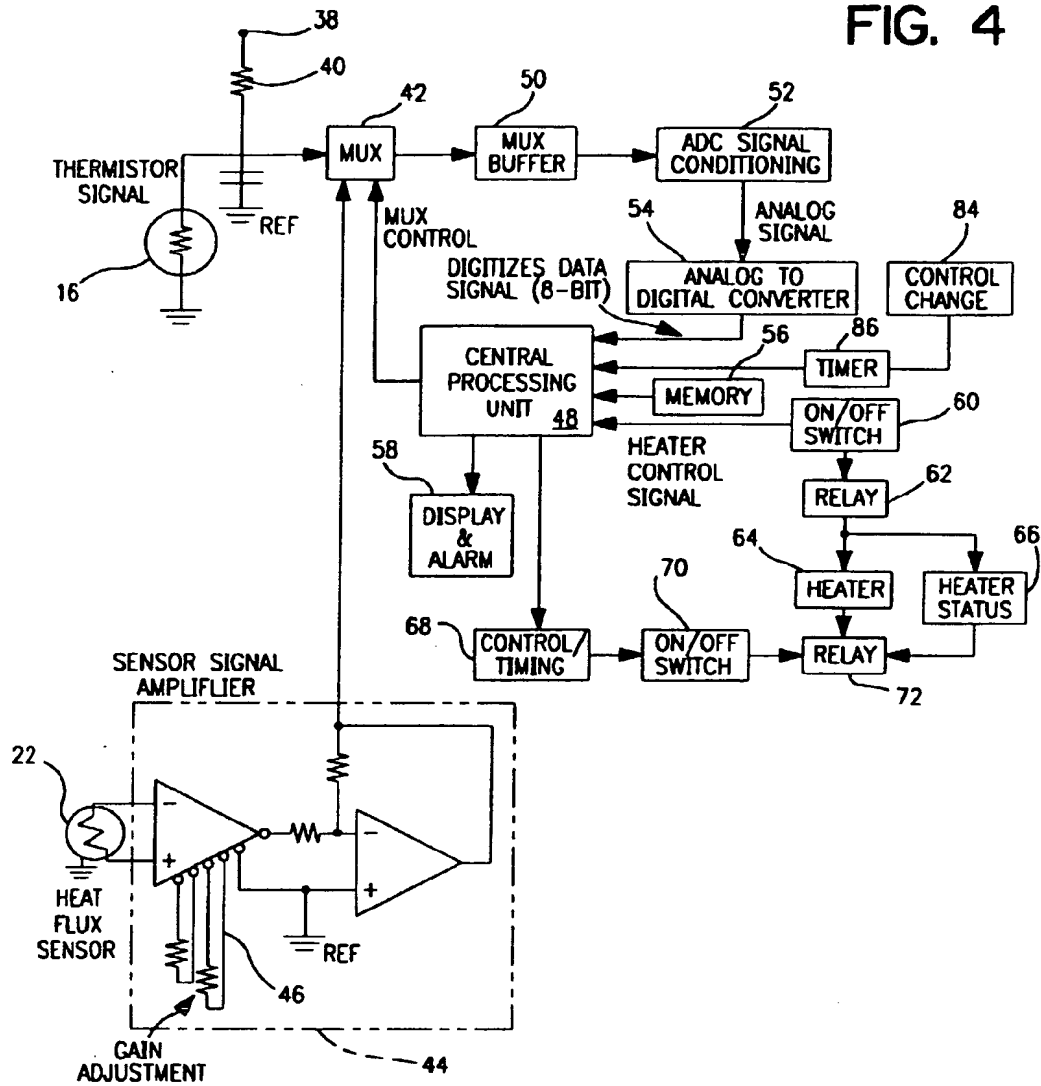 FIG. 4
38
40
42
50
52
MUX
MUX
BUFFER
ADC SIGNAL
CONDITIONING
THERMISTOR
SIGNAL
REF
MUX
CONTROL
ANALOG
SIGNAL
54
84
16
DIGITIZES DATA
SIGNAL (8-BIT)
ANALOG TO
DIGITAL CONVERTER
CONTROL
CHANGE
CENTRAL
PROCESSING
UNIT
48
56
86
TIMER
MEMORY
ON/OFF
SWITCH
60
HEATER
CONTROL
SIGNAL
58
DISPLAY
&
ALARM
RELAY
62
64
66
HEATER
HEATER
STATUS
70
68
CONTROL/
TIMING
ON/OFF
SWITCH
RELAY
72
SENSOR SIGNAL
AMPLIFLIER
22
−
+
−
+
HEAT
FLUX
SENSOR
REF
46
GAIN
ADJUSTMENT
44